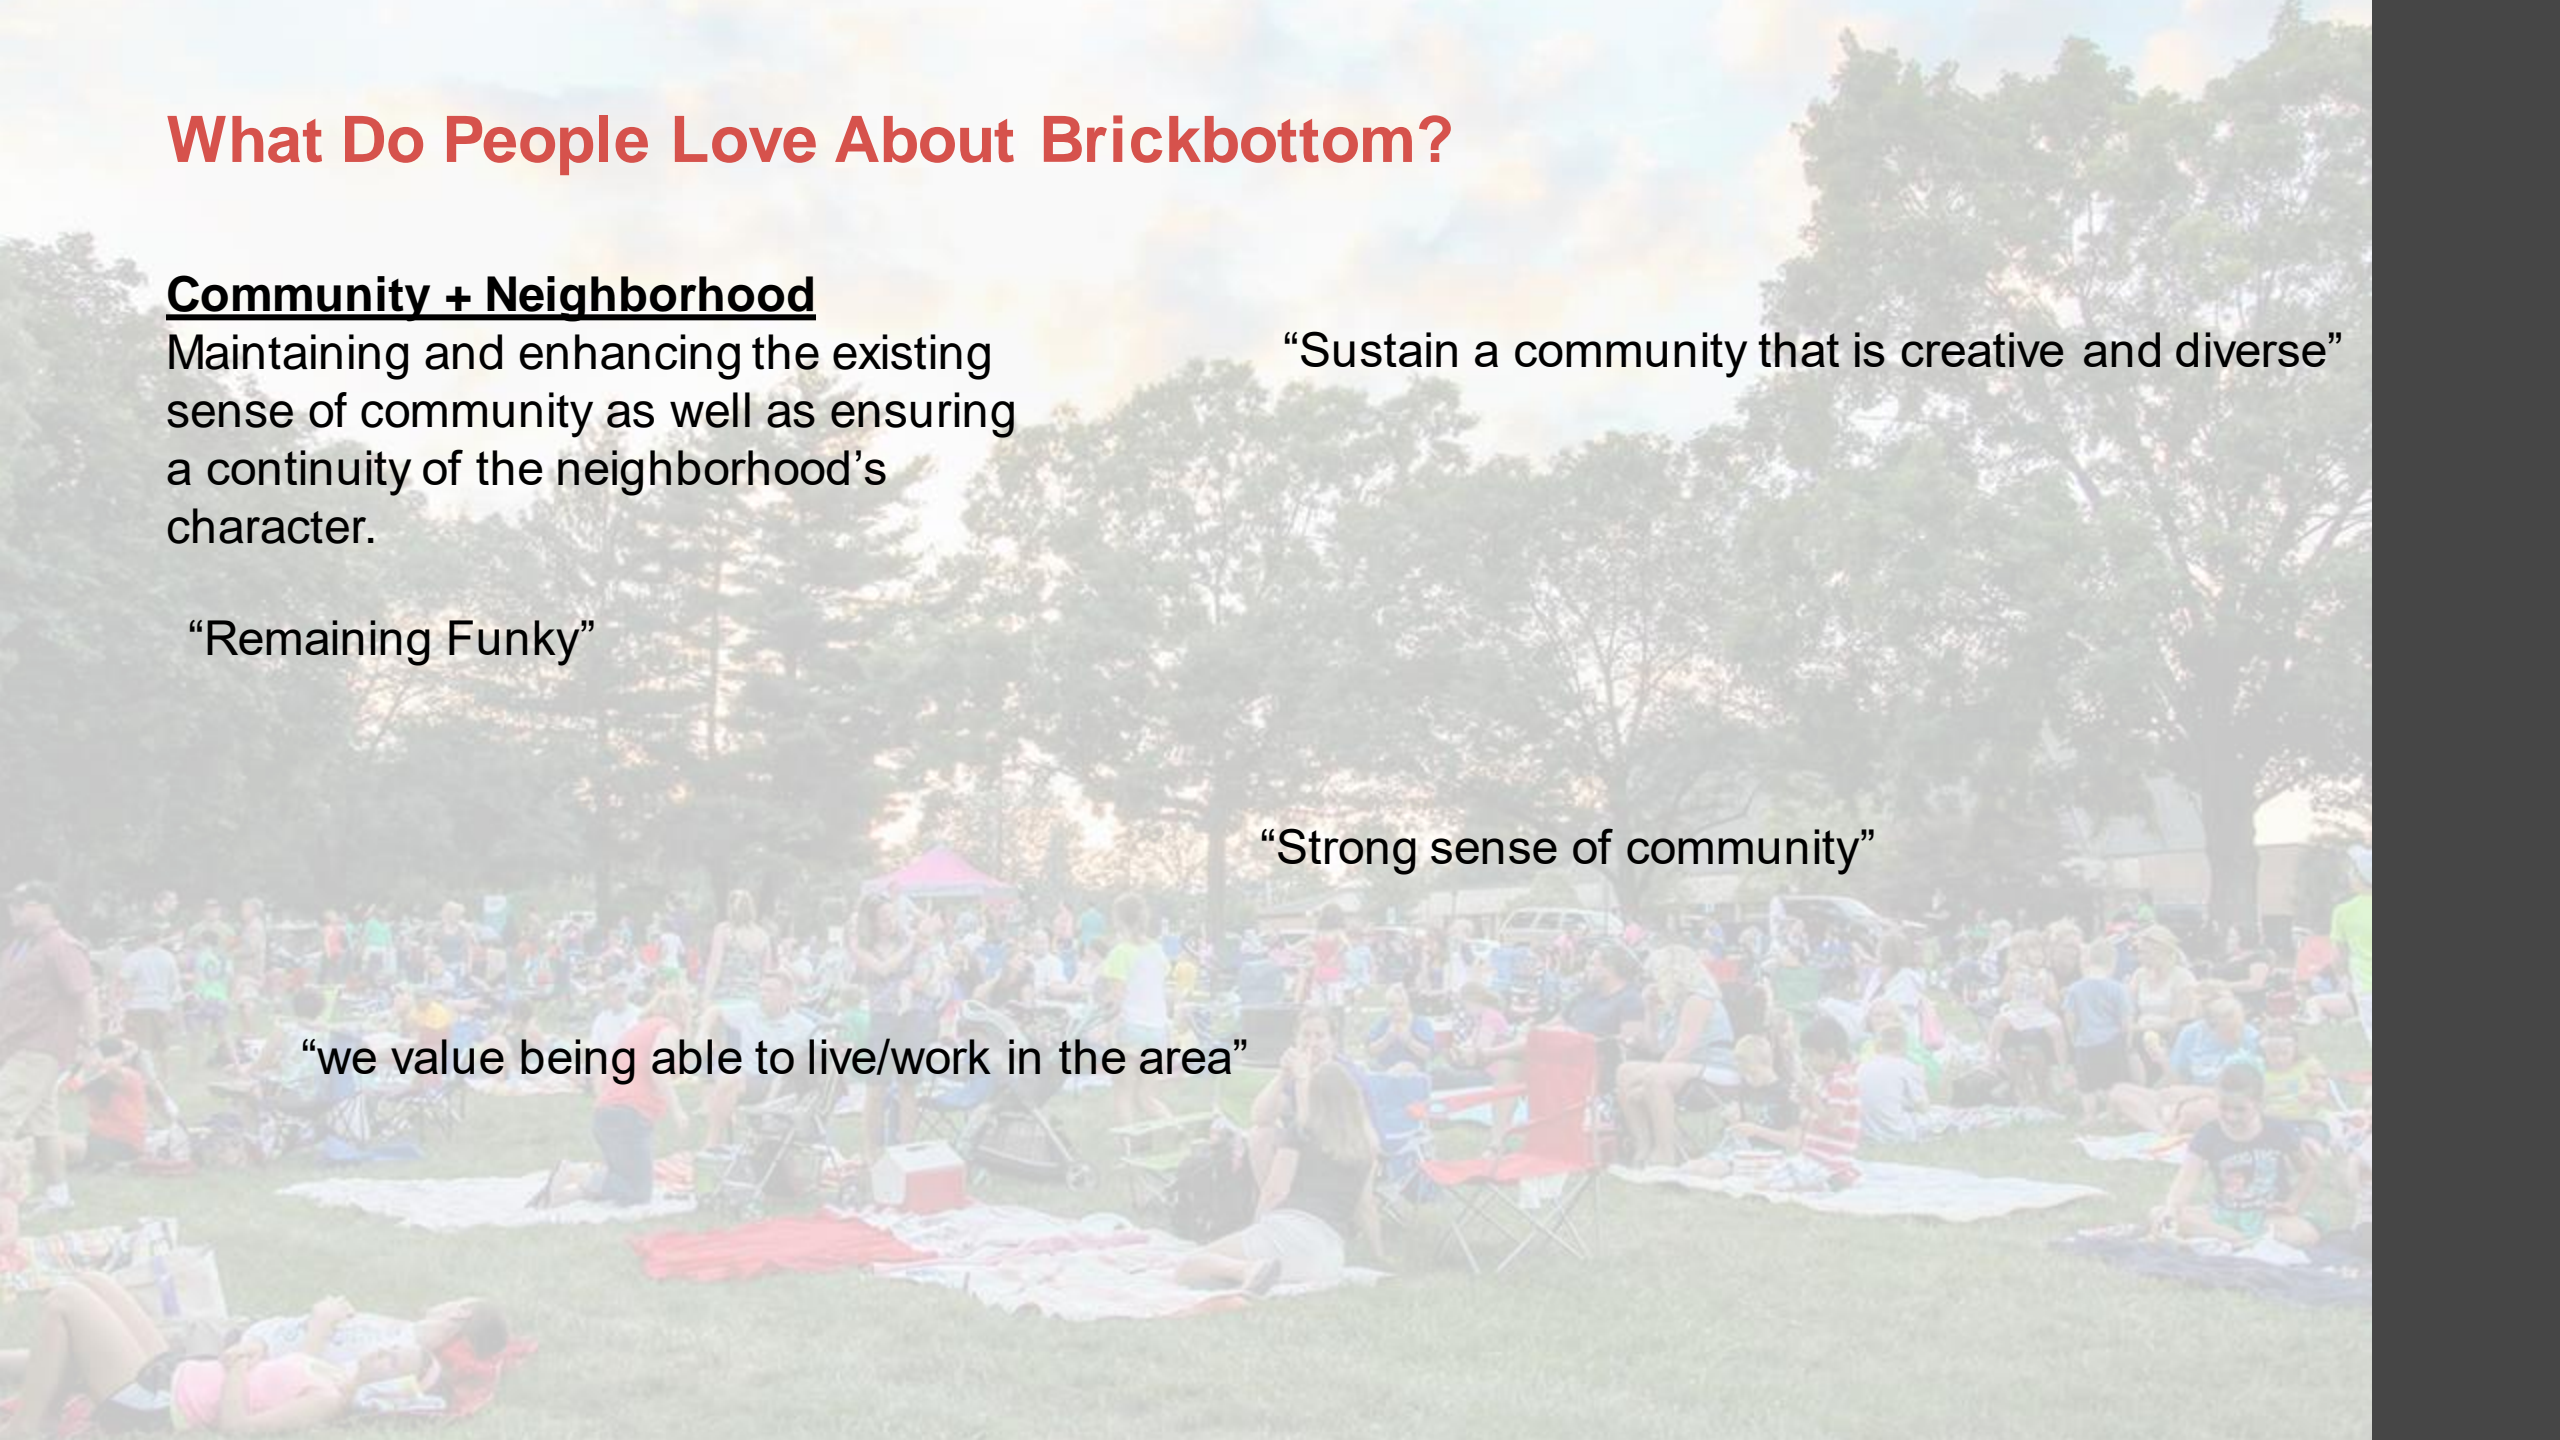 What Do People Love About Brickbottom?
Community + Neighborhood
Maintaining and enhancing the existing
sense of community as well as ensuring
a continuity of the neighborhood’s
character.
“Sustain a community that is creative and diverse”
“Remaining Funky”
“Strong sense of community”
“we value being able to live/work in the area”